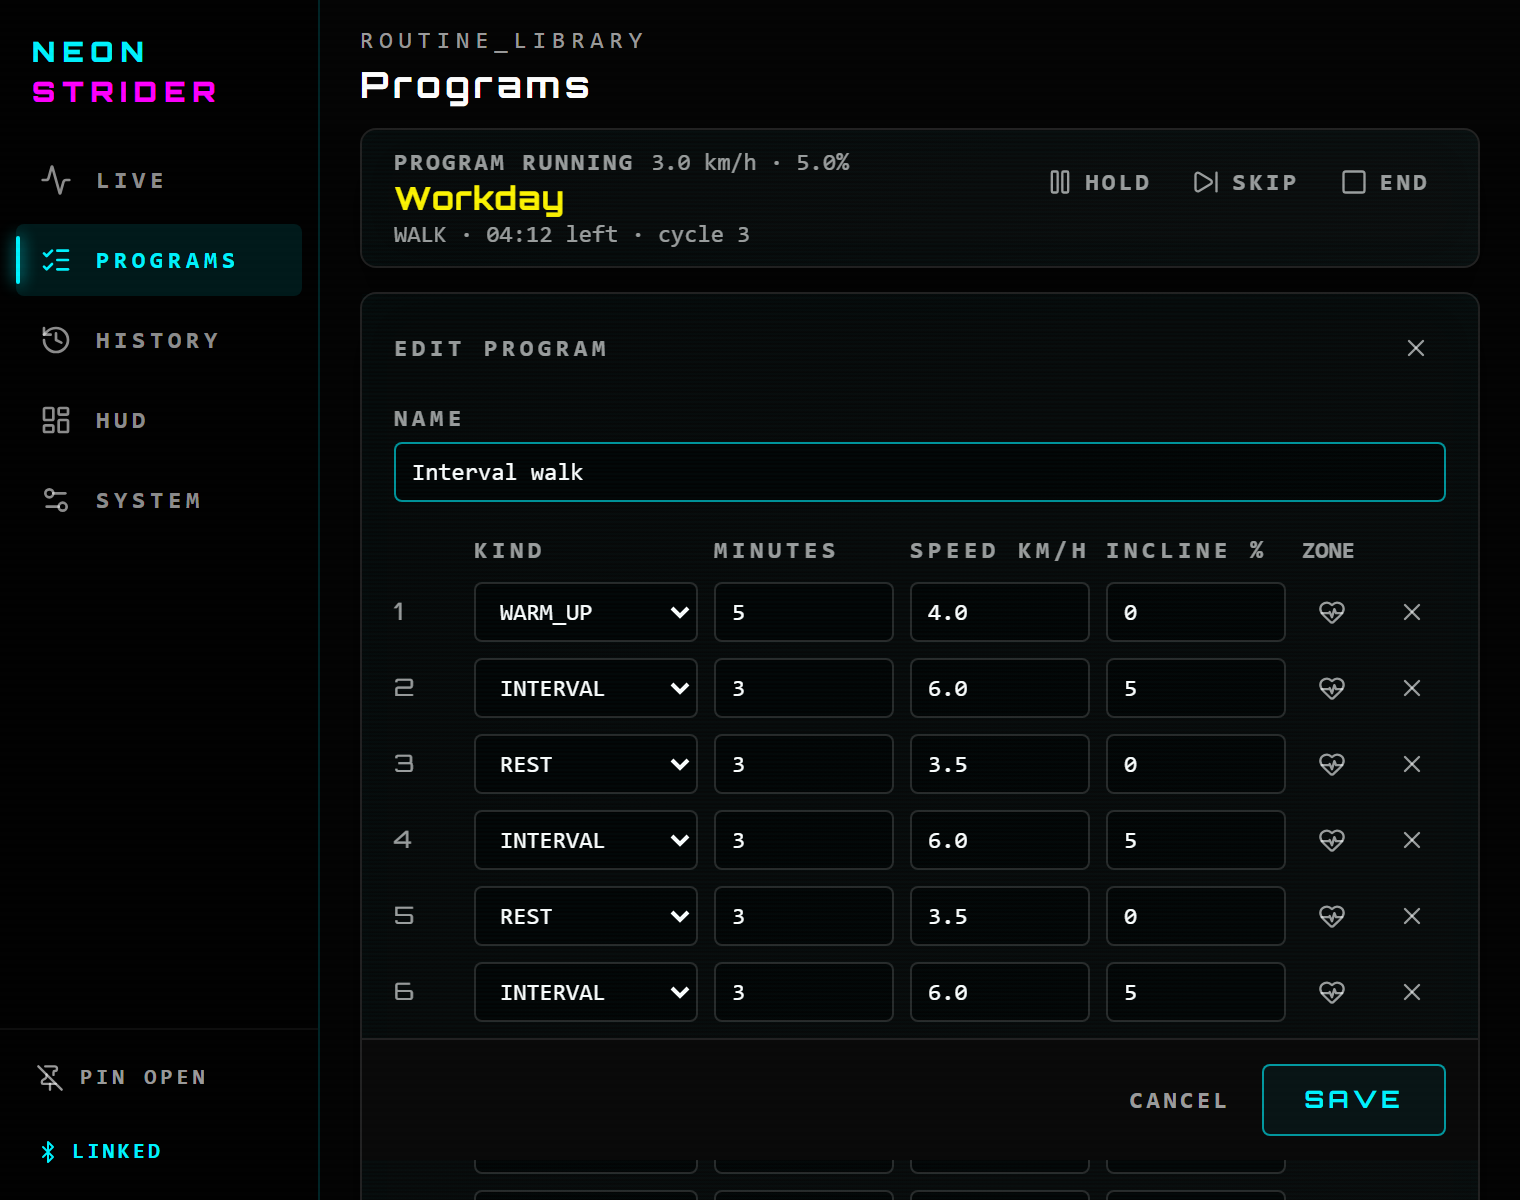 NEON
STRIDER
LIVE
PROGRAMS
HISTORY
HUD
SYSTEM
PIN OPEN
LINKED
ROUTINE_LIBRARY
Programs
PROGRAM RUNNING 3.0 km/h · 5.0%
Workday
WALK · 04:12 left · cycle 3
HOLD SKIP END
EDIT PROGRAM
NAME
Interval walk
KIND MINUTES SPEED KM/H INCLINE % ZONE
1 WARM_UP 5 4.0 0
2 INTERVAL 3 6.0 5
3 REST 3 3.5 0
4 INTERVAL 3 6.0 5
5 REST 3 3.5 0
6 INTERVAL 3 6.0 5
CANCEL SAVE